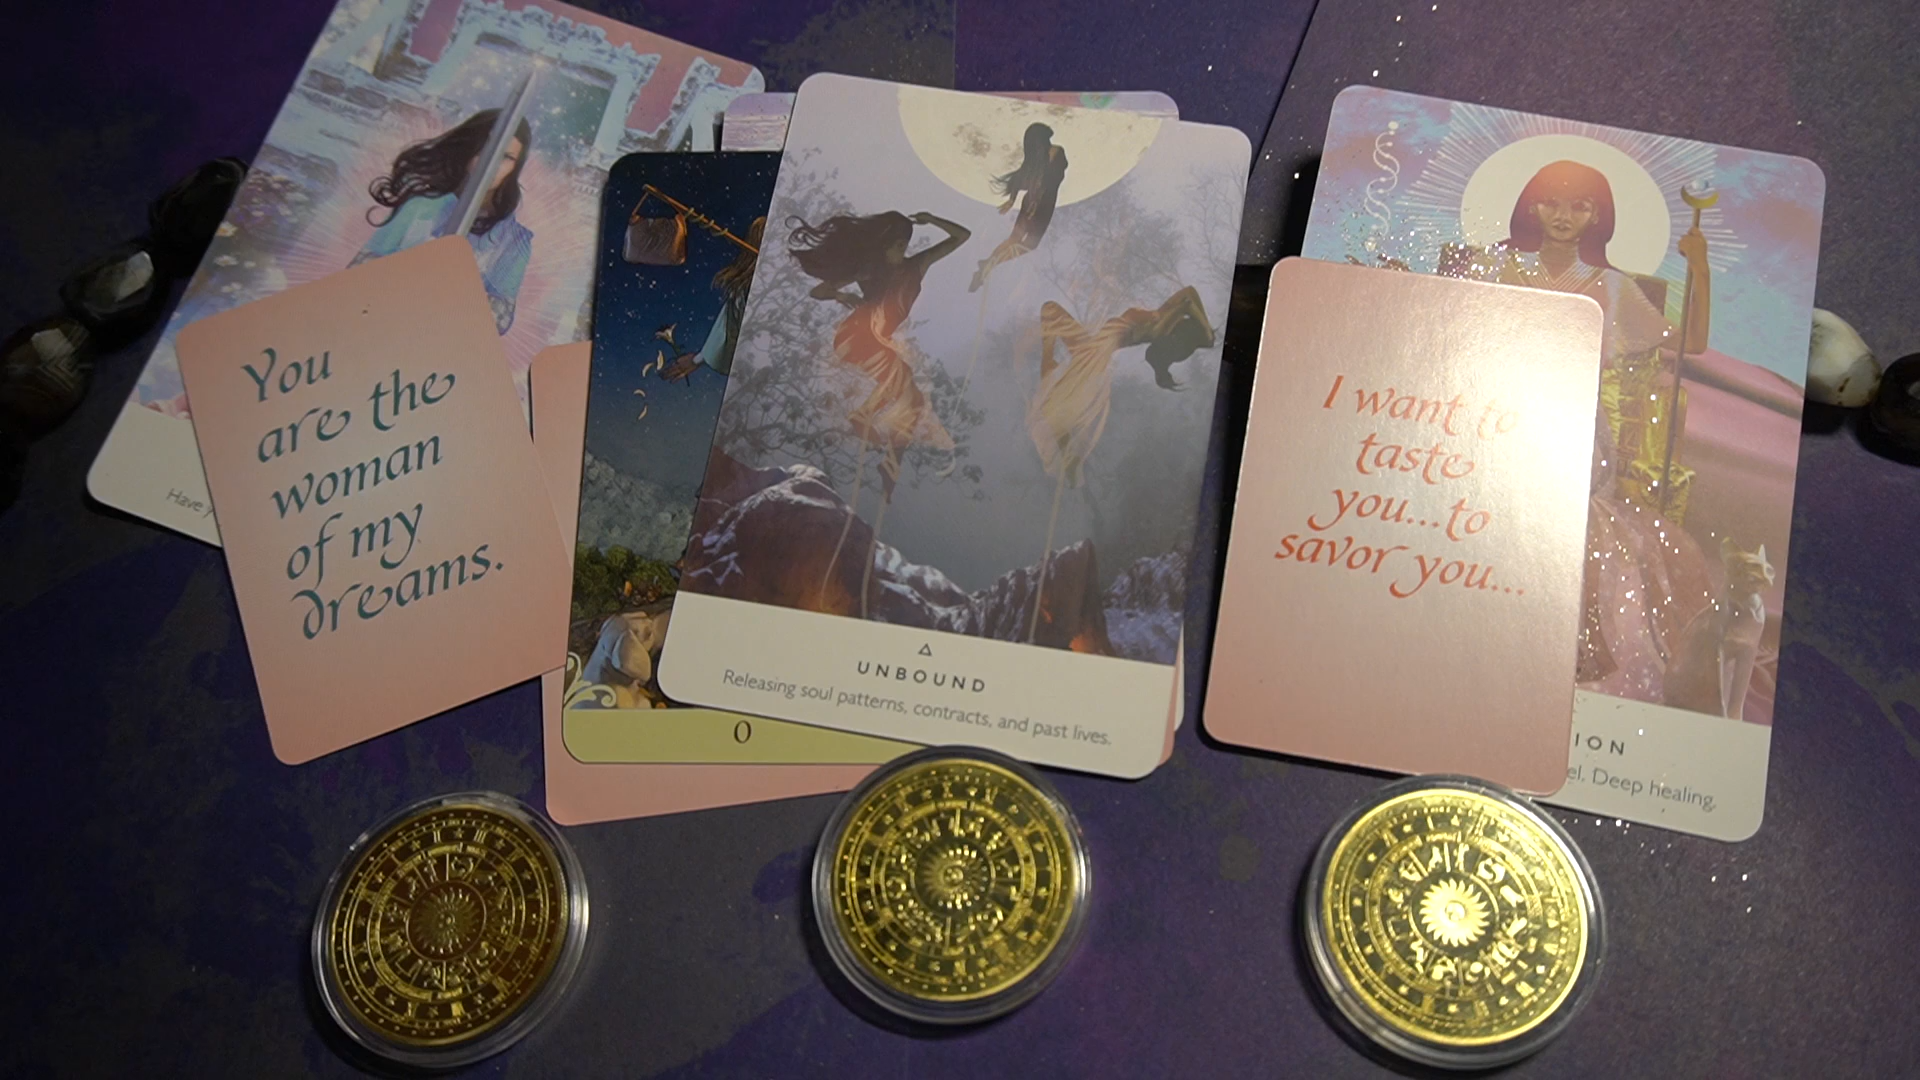 You
are the
woman
of my
dreams.
Have
0
UNBOUND
Releasing soul patterns, contracts, and past lives.
I want to
taste
you...to
savor you...
ION
el. Deep healing.